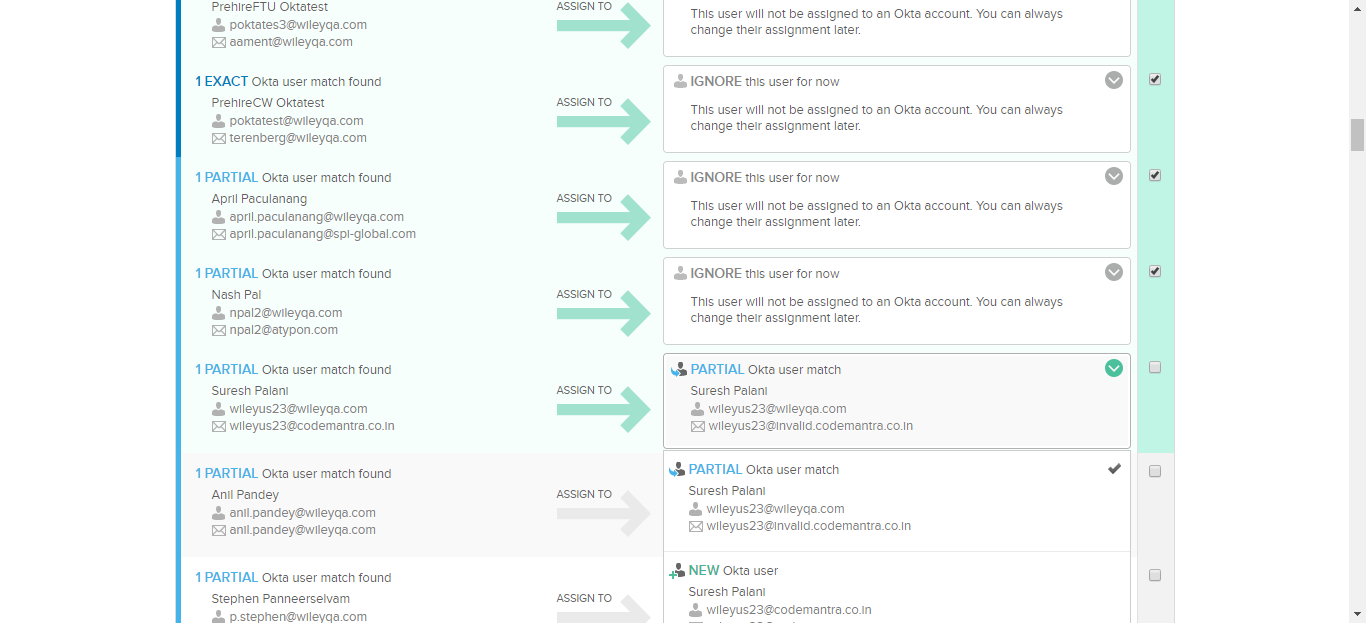 PrehireFTU Oktatest
poktates3@wileyqa.com
aament@wileyqa.com
ASSIGN TO
This user will not be assigned to an Okta account. You can always
change their assignment later.
1 EXACT Okta user match found
PrehireCW Oktatest
poktatest@wileyqa.com
terenberg@wileyqa.com
ASSIGN TO
IGNORE this user for now
This user will not be assigned to an Okta account. You can always
change their assignment later.
1 PARTIAL Okta user match found
April Paculanang
april.paculanang@wileyqa.com
april.paculanang@spi-global.com
ASSIGN TO
IGNORE this user for now
This user will not be assigned to an Okta account. You can always
change their assignment later.
1 PARTIAL Okta user match found
Nash Pal
npal2@wileyqa.com
npal2@atypon.com
ASSIGN TO
IGNORE this user for now
This user will not be assigned to an Okta account. You can always
change their assignment later.
1 PARTIAL Okta user match found
Suresh Palani
wileyus23@wileyqa.com
wileyus23@codemantra.co.in
ASSIGN TO
PARTIAL Okta user match
Suresh Palani
wileyus23@wileyqa.com
wileyus23@invalid.codemantra.co.in
1 PARTIAL Okta user match found
Anil Pandey
anil.pandey@wileyqa.com
anil.pandey@wileyqa.com
ASSIGN TO
PARTIAL Okta user match
Suresh Palani
wileyus23@wileyqa.com
wileyus23@invalid.codemantra.co.in
1 PARTIAL Okta user match found
Stephen Panneerselvam
p.stephen@wileyqa.com
ASSIGN TO
NEW Okta user
Suresh Palani
wileyus23@codemantra.co.in